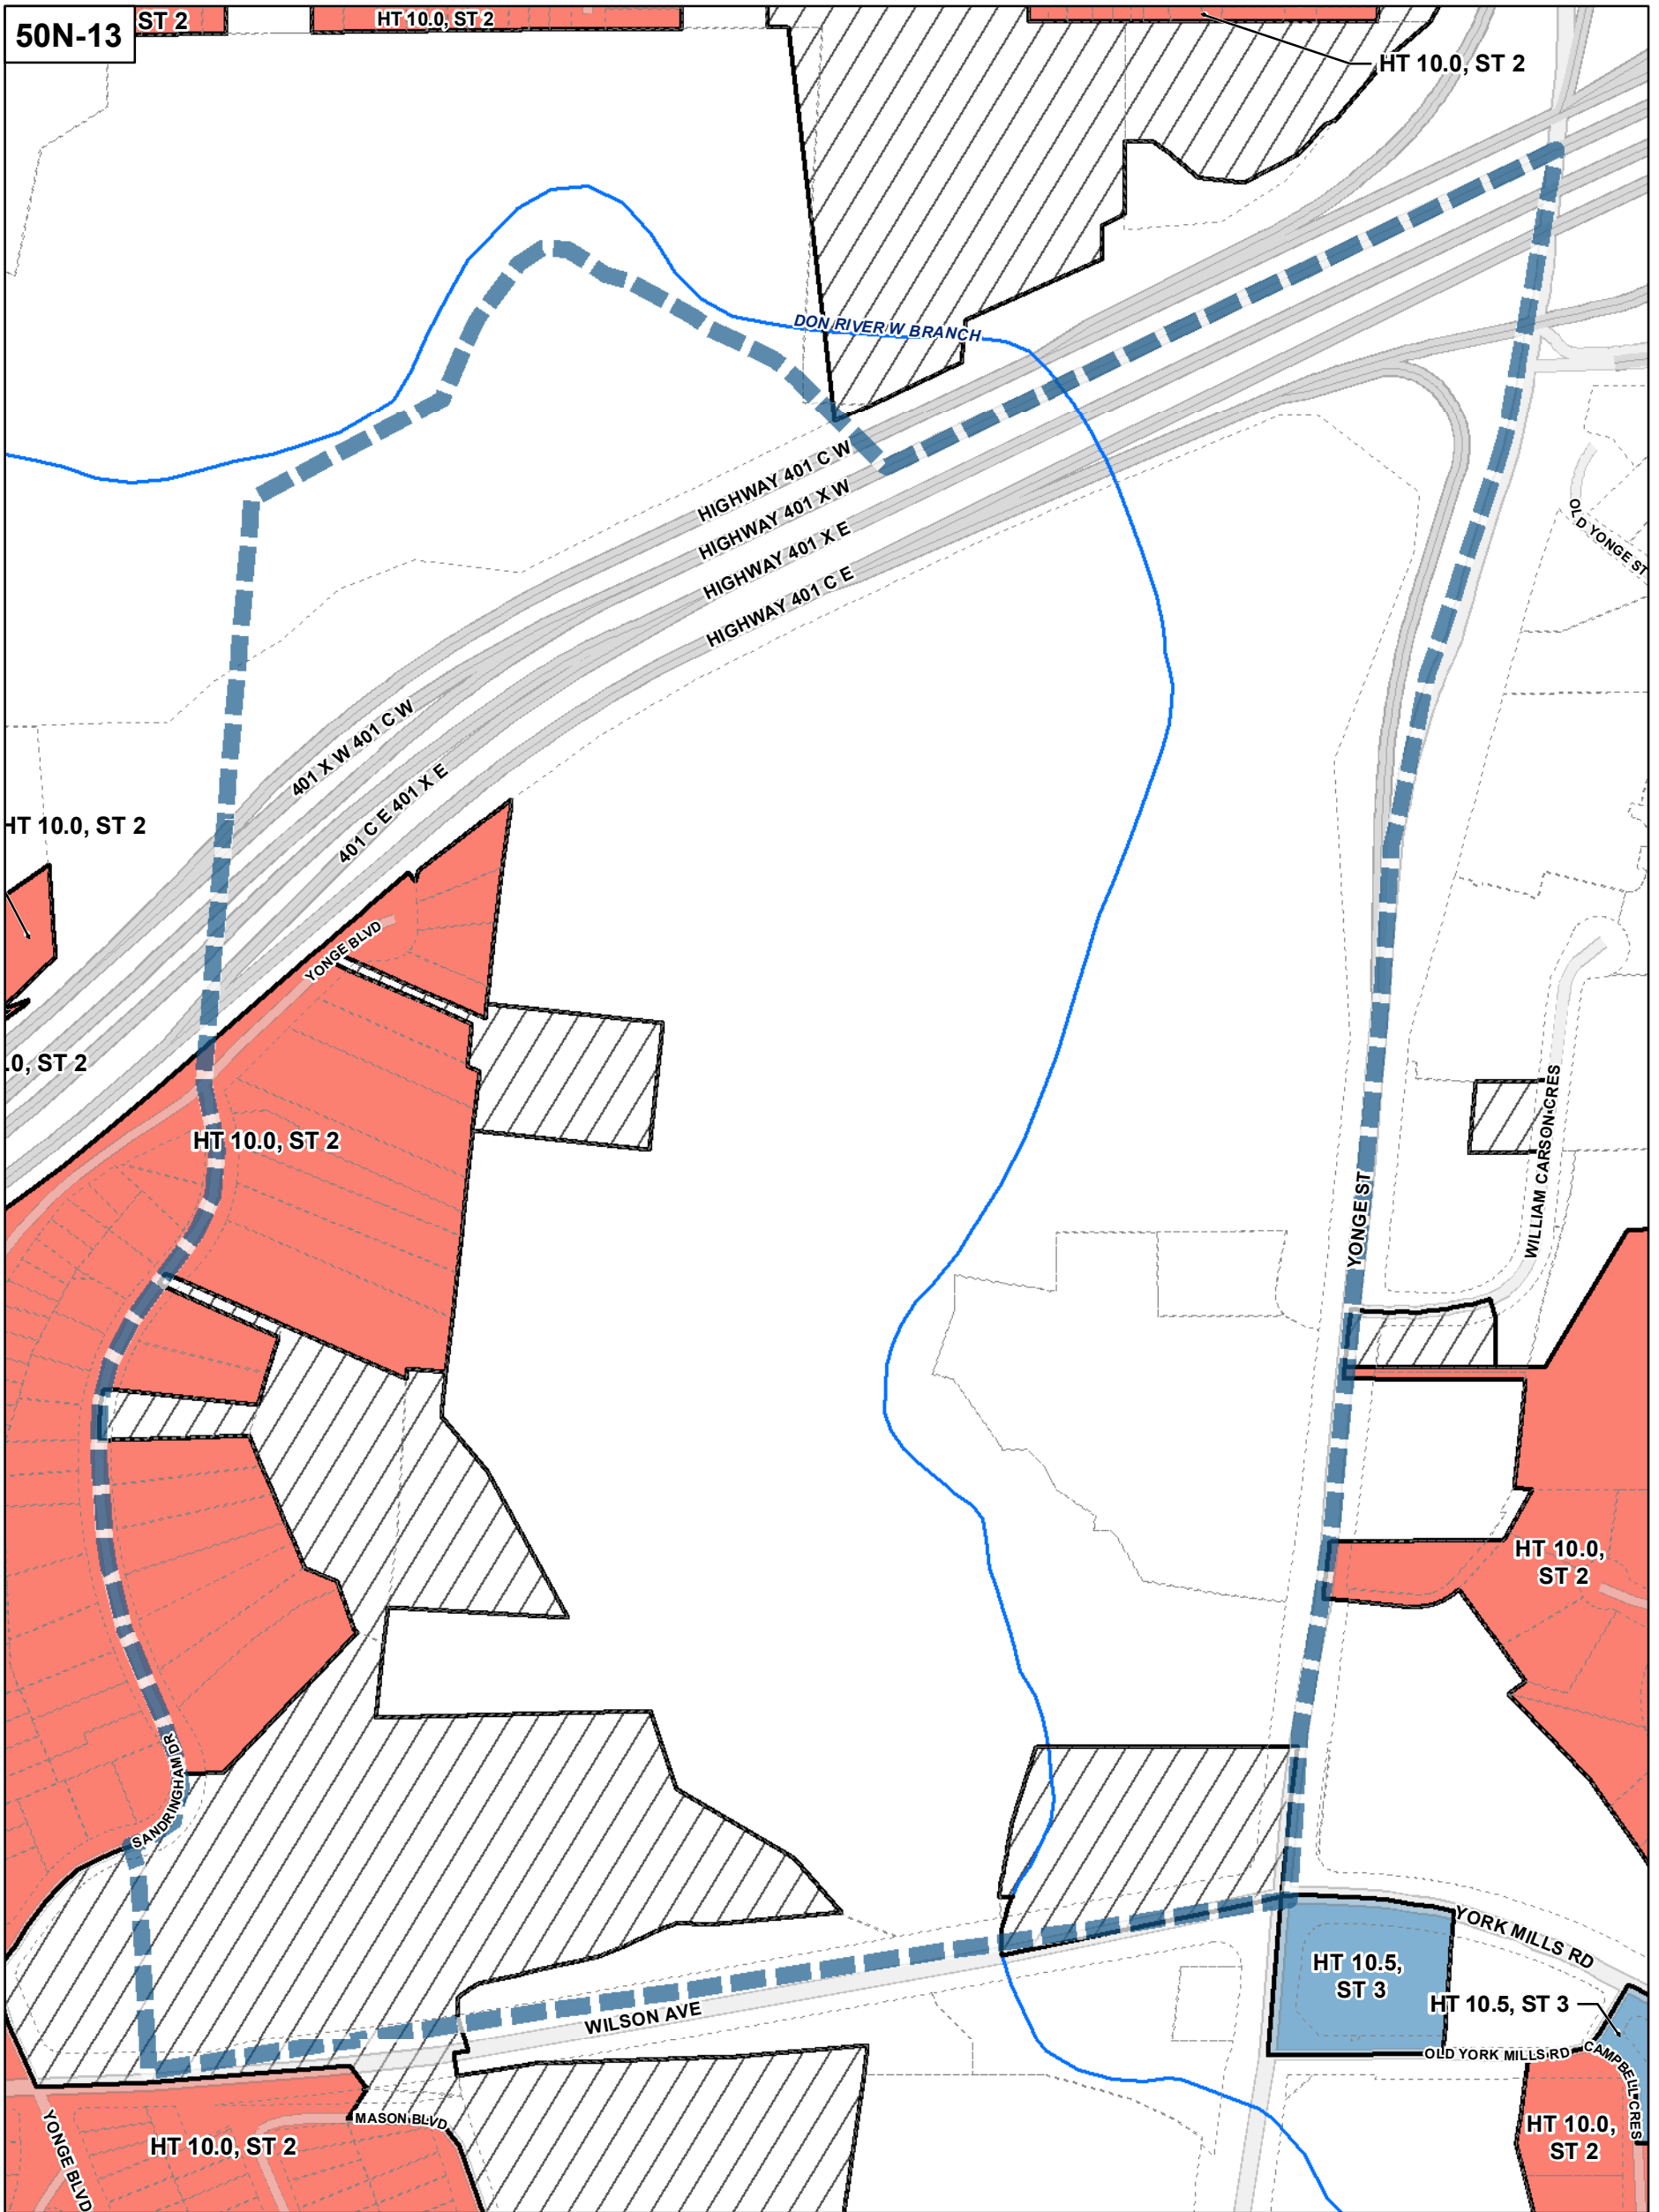 50N-13
ST 2
HT 10.0, ST 2
HT 10.0, ST 2
DON RIVER W BRANCH
HIGHWAY 401 C W
HIGHWAY 401 X W
HIGHWAY 401 X E
HIGHWAY 401 C E
OLD YONGE ST
401 X W 401 C W
401 C E 401 X E
HT 10.0, ST 2
YONGE BLVD
.0, ST 2
HT 10.0, ST 2
YONGE ST
WILLIAM CARSON CRES
HT 10.0,
ST 2
SANDRINGHAM DR
YORK MILLS RD
HT 10.5,
ST 3
HT 10.5, ST 3
WILSON AVE
OLD YORK MILLS RD
CAMPBELL CRES
MASON BLVD
YONGE BLVD
HT 10.0, ST 2
HT 10.0,
ST 2